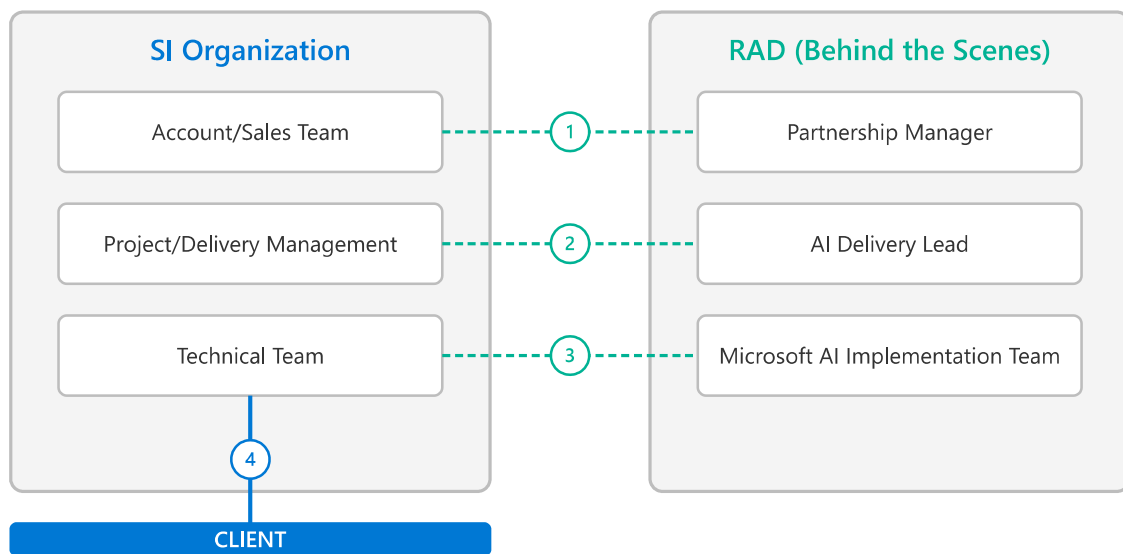 SI Organization
RAD (Behind the Scenes)
Account/Sales Team
1
Partnership Manager
Project/Delivery Management
2
AI Delivery Lead
Technical Team
3
Microsoft AI Implementation Team
4
CLIENT